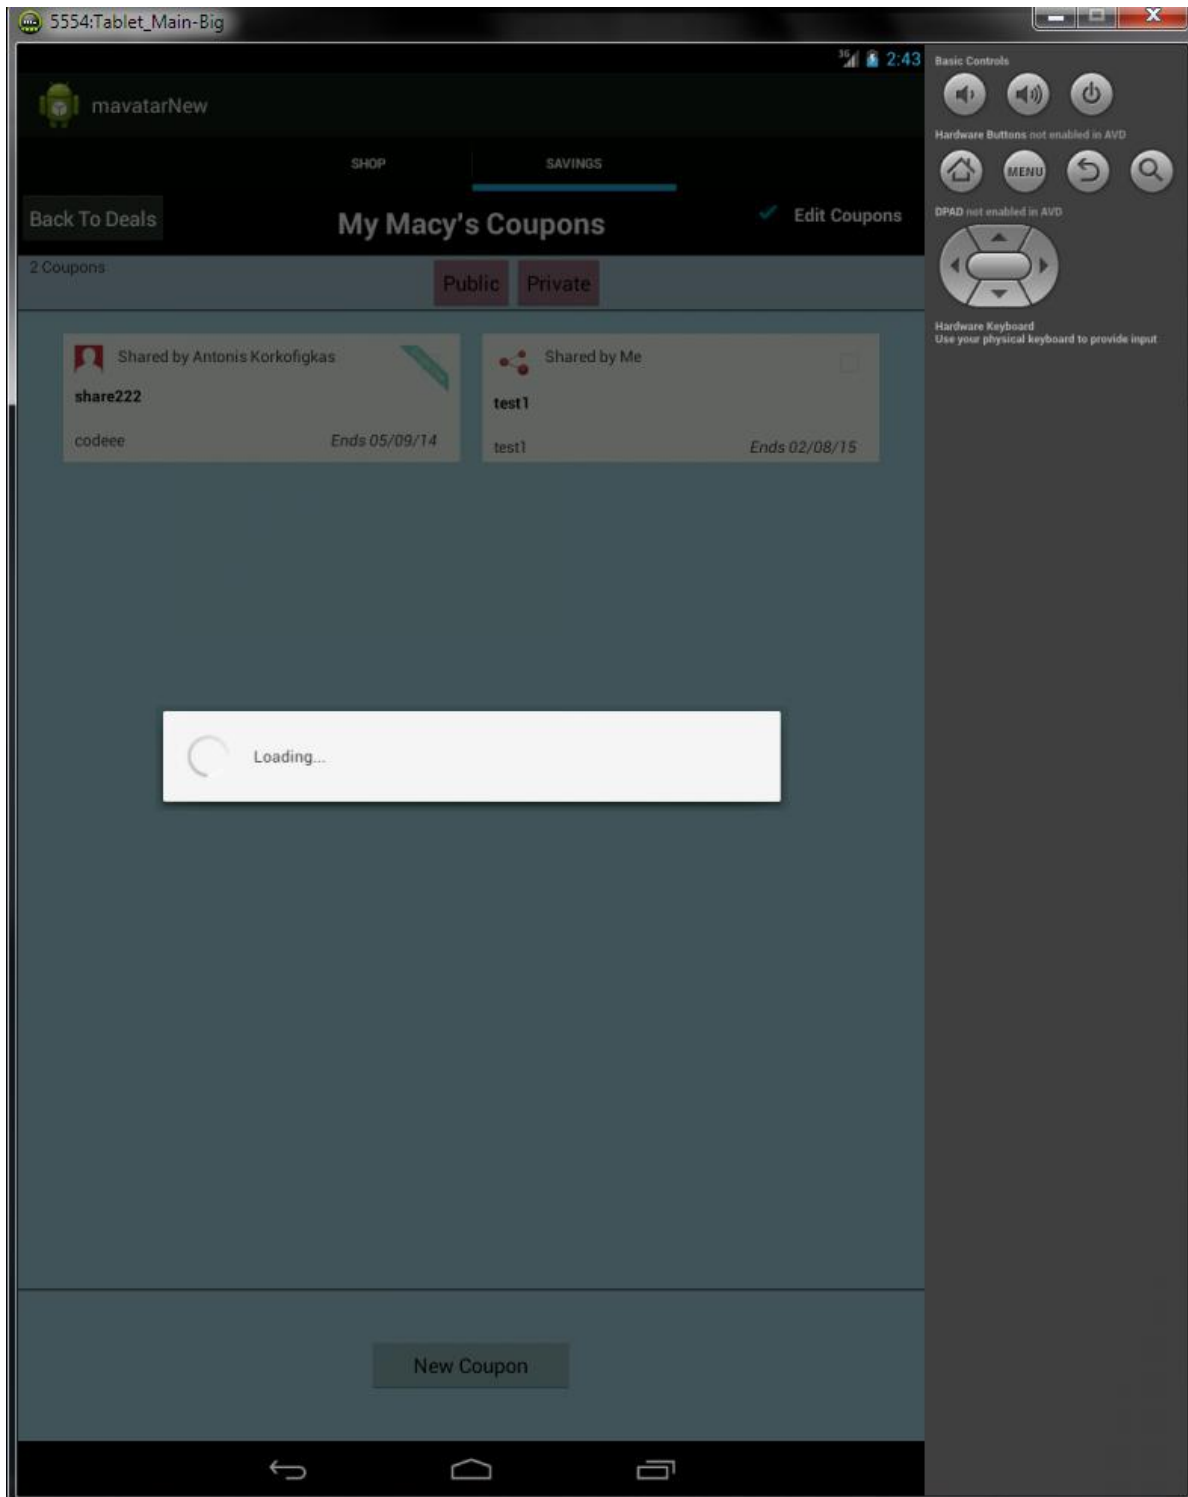 5554:Tablet_Main-Big
3G 2:43
mavatarNew
SHOP SAVINGS
Back To Deals My Macy's Coupons Edit Coupons
2 Coupons
Public Private
Shared by Antonis Korkofigkas
share222
codeee Ends 05/09/14
Shared by Me
test1
test1 Ends 02/08/15
Loading...
New Coupon
Basic Controls
Hardware Buttons not enabled in AVD
MENU
DPAD not enabled in AVD
Hardware Keyboard
Use your physical keyboard to provide input